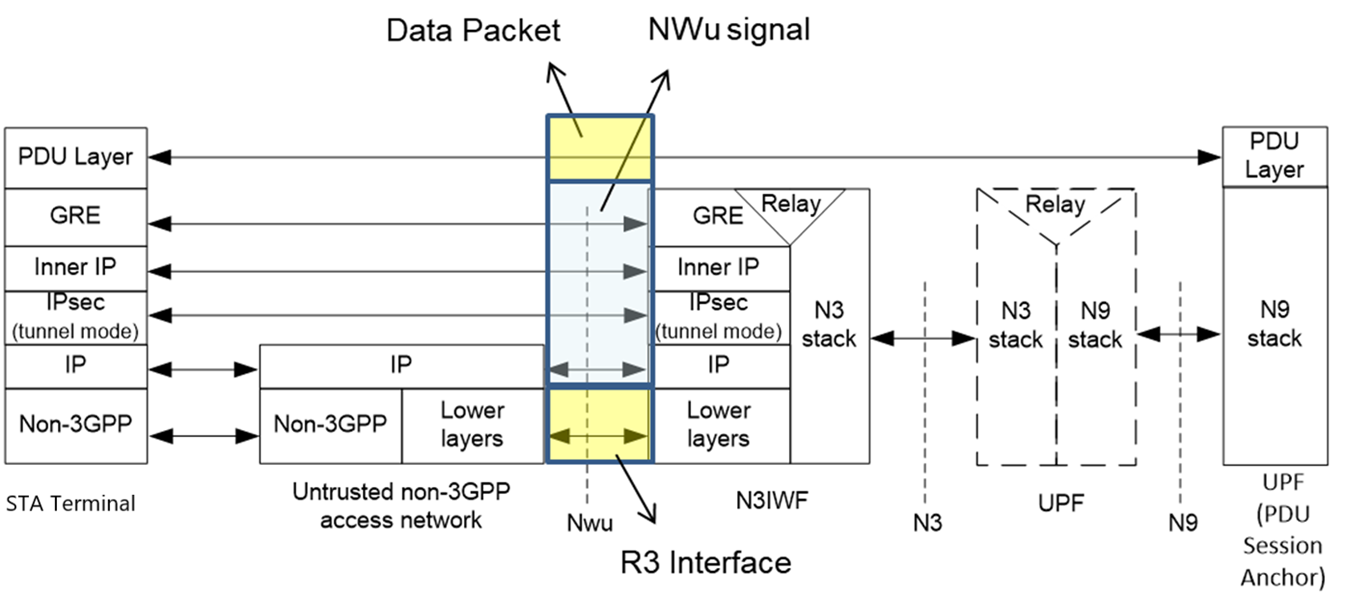 Data Packet
NWu signal
PDU Layer
GRE
Inner IP
IPsec
(tunnel mode)
IP
Non-3GPP
STA Terminal
IP
Non-3GPP
Lower
layers
Untrusted non-3GPP
access network
Nwu
R3 Interface
GRE
Relay
Inner IP
IPsec
(tunnel mode)
IP
Lower
layers
N3
stack
N3IWF
N3
Relay
N3
stack
N9
stack
UPF
N9
PDU
Layer
N9
stack
UPF
(PDU
Session
Anchor)